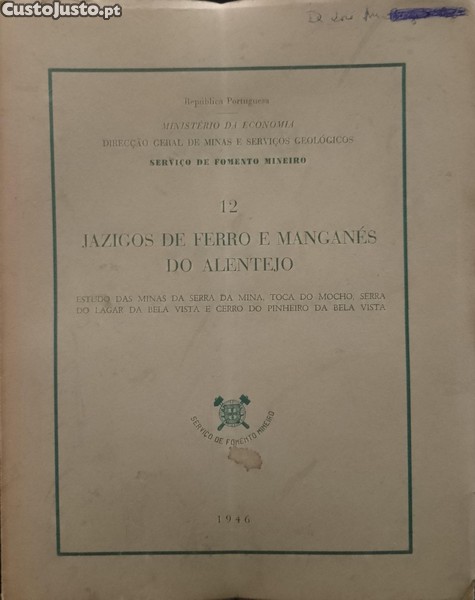 CustoJusto.pt
República Portuguesa
MINISTÉRIO DA ECONOMIA
DIRECÇÃO GERAL DE MINAS E SERVIÇOS GEOLÓGICOS
SERVIÇO DE FOMENTO MINEIRO
12
JAZIGOS DE FERRO E MANGANÉS
DO ALENTEJO
ESTUDO DAS MINAS DA SERRA DA MINA, TOCA DO MOCHO, SERRA
DO LAGAR DA BELA VISTA E CERRO DO PINHEIRO DA BELA VISTA
SERVIÇO DE FOMENTO MINEIRO
1946